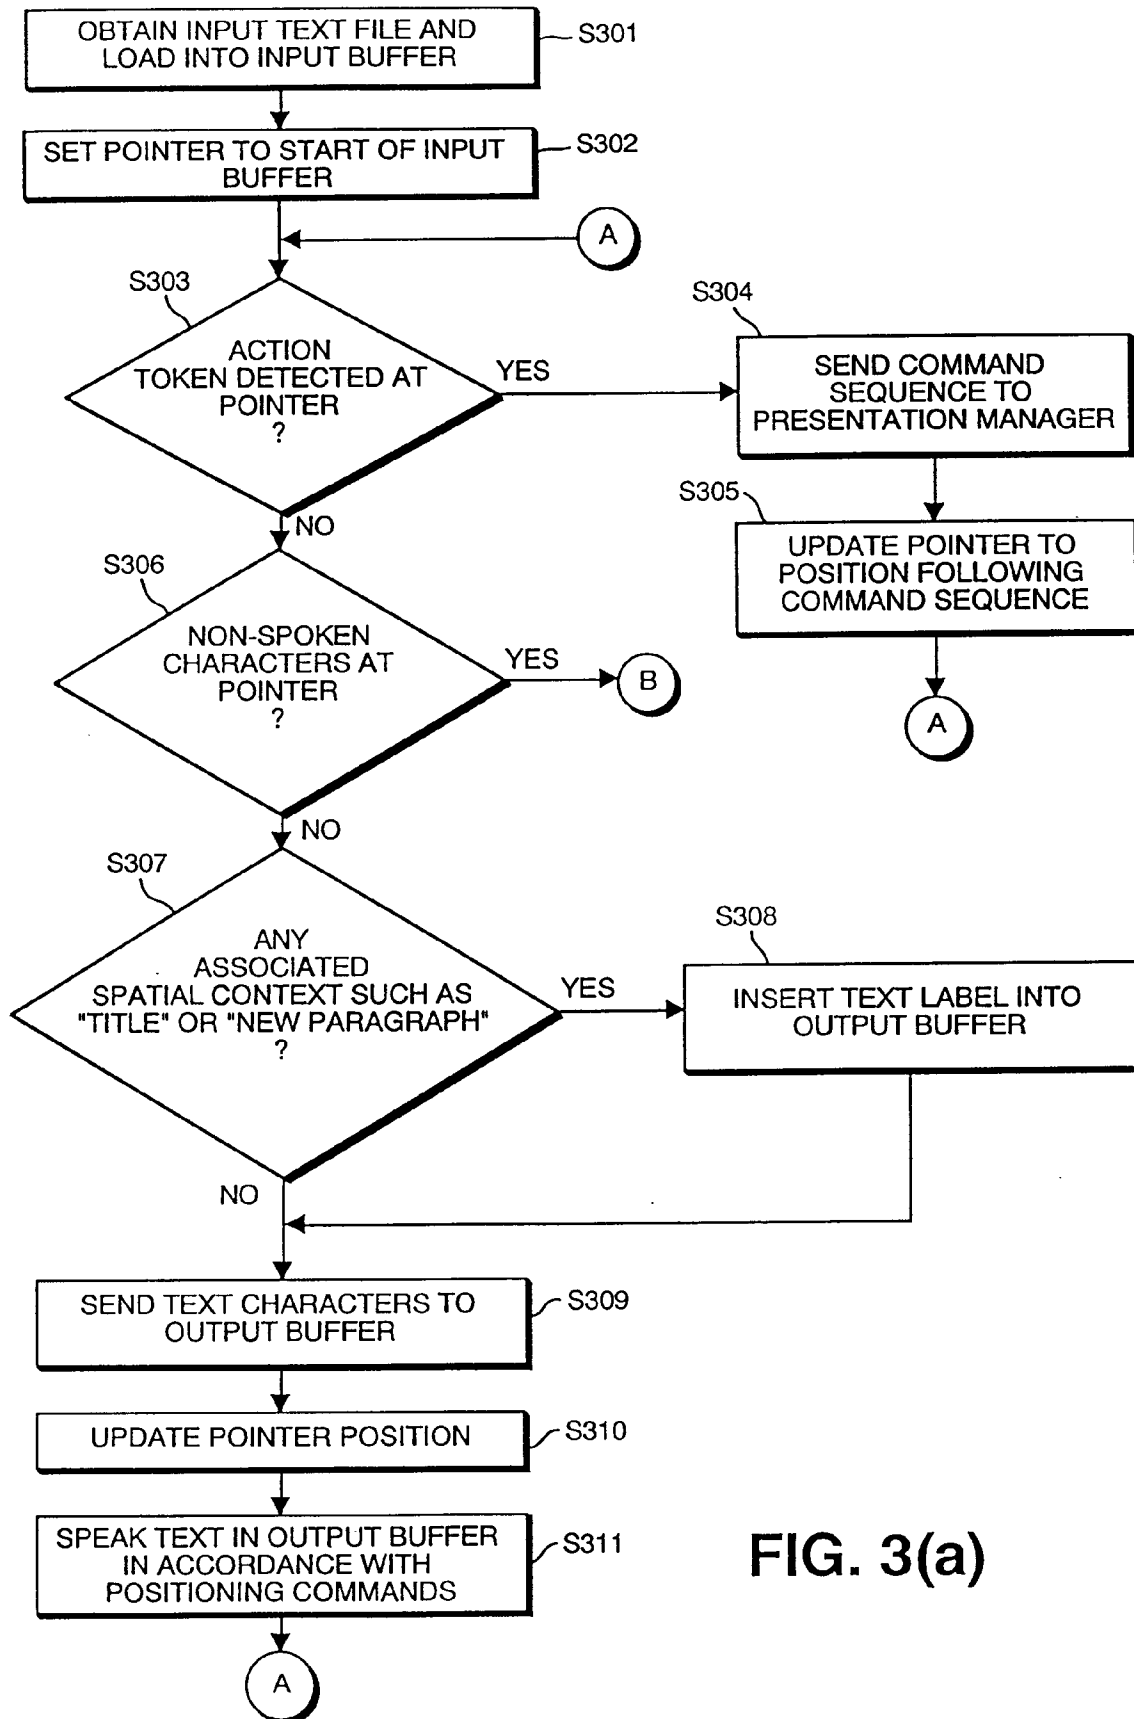 OBTAIN INPUT TEXT FILE AND
LOAD INTO INPUT BUFFER
S301
SET POINTER TO START OF INPUT
BUFFER
S302
A
S303
ACTION
TOKEN DETECTED AT
POINTER
?
YES
NO
S304
SEND COMMAND
SEQUENCE TO
PRESENTATION MANAGER
S305
UPDATE POINTER TO
POSITION FOLLOWING
COMMAND SEQUENCE
A
S306
NON-SPOKEN
CHARACTERS AT
POINTER
?
YES
B
NO
S307
ANY
ASSOCIATED
SPATIAL CONTEXT SUCH AS
"TITLE" OR "NEW PARAGRAPH"
?
YES
NO
S308
INSERT TEXT LABEL INTO
OUTPUT BUFFER
SEND TEXT CHARACTERS TO
OUTPUT BUFFER
S309
UPDATE POINTER POSITION
S310
SPEAK TEXT IN OUTPUT BUFFER
IN ACCORDANCE WITH
POSITIONING COMMANDS
S311
A
FIG. 3(a)